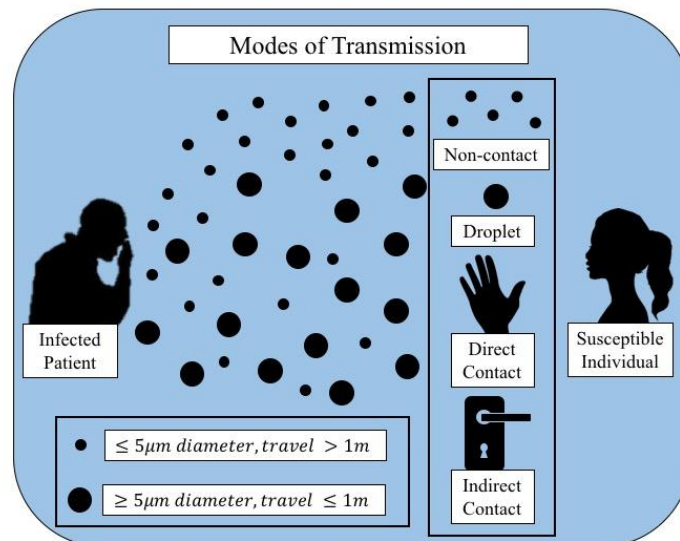 Modes of Transmission
Non-contact
Droplet
Infected
Patient
Direct
Contact
Susceptible
Individual
≤ 5μm diameter, travel > 1m
≥ 5μm diameter, travel ≤ 1m
Indirect
Contact